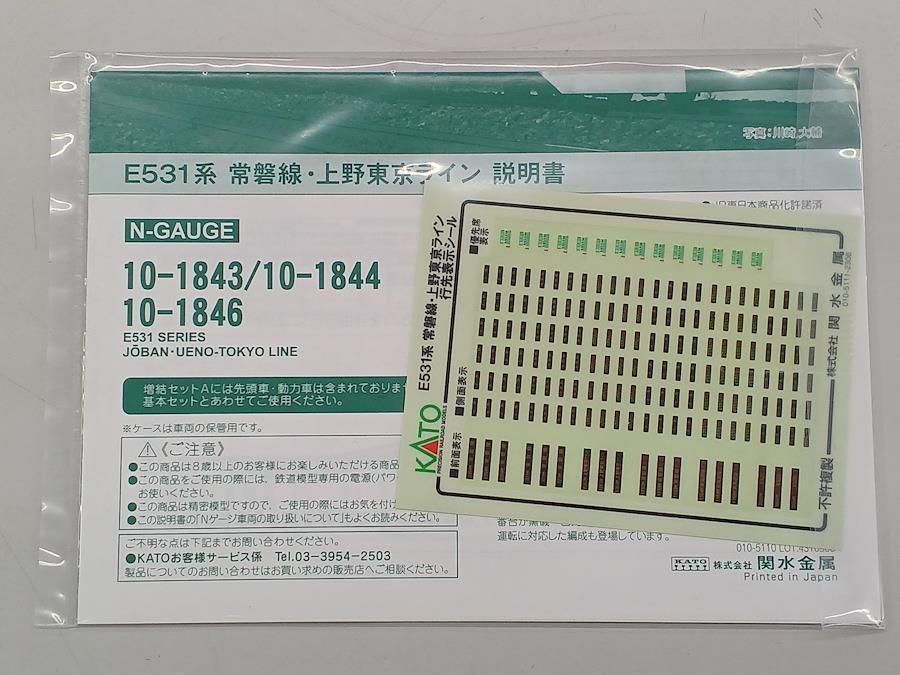 写真:川崎 大輔
E531系 常磐線・上野東京ライン 説明書
N-GAUGE
10-1843/10-1844
10-1846
E531 SERIES
JŌBAN・UENO-TOKYO LINE
増結セットAには先頭車・動力車は含まれておりま
基本セットとあわせてご使用ください。
※ケースは車両の保管用です。
⚠《ご注意》
●この商品は8歳以上のお客様にお楽しみいただける商品
●この商品をご使用の際には、鉄道模型専用の電源(パワ
お使いください。
●この商品は精密模型ですので、ご使用の際にはお気を付け
●この説明書の「Nゲージ車両の取り扱いについて」もよくお読みください。
ご不明な点は下記までお問い合わせください。
●KATOお客様サービス係 Tel.03-3954-2503
製品についてのお問い合わせはお買い求めの販売店へご相談ください。
JR東日本商品化許諾済
運転に対応した編成も登場しています。
KATO 株式会社 関水金属
Printed in Japan
E531系 常磐線・上野東京ライン
行先表示シール
KATO
PRECISION RAILROAD MODELS
■優先席
表示
■側面表示
■前面表示
株式会社 関水金属
010-5111-2306
不許複製